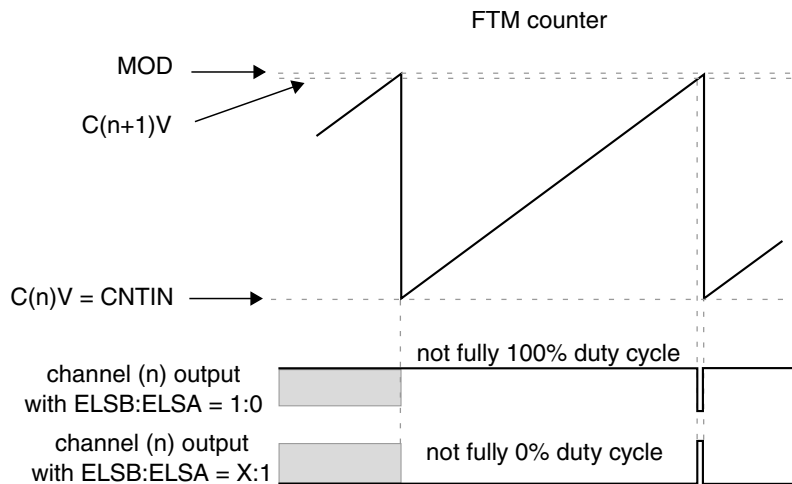 FTM counter
MOD
C(n+1)V
C(n)V = CNTIN
not fully 100% duty cycle
channel (n) output
with ELSB:ELSA = 1:0
channel (n) output
not fully 0% duty cycle
with ELSB:ELSA = X:1